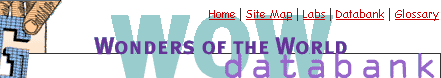 Home | Site Map | Labs | Databank | Glossary
wow
WONDERS OF THE WORLD
databank